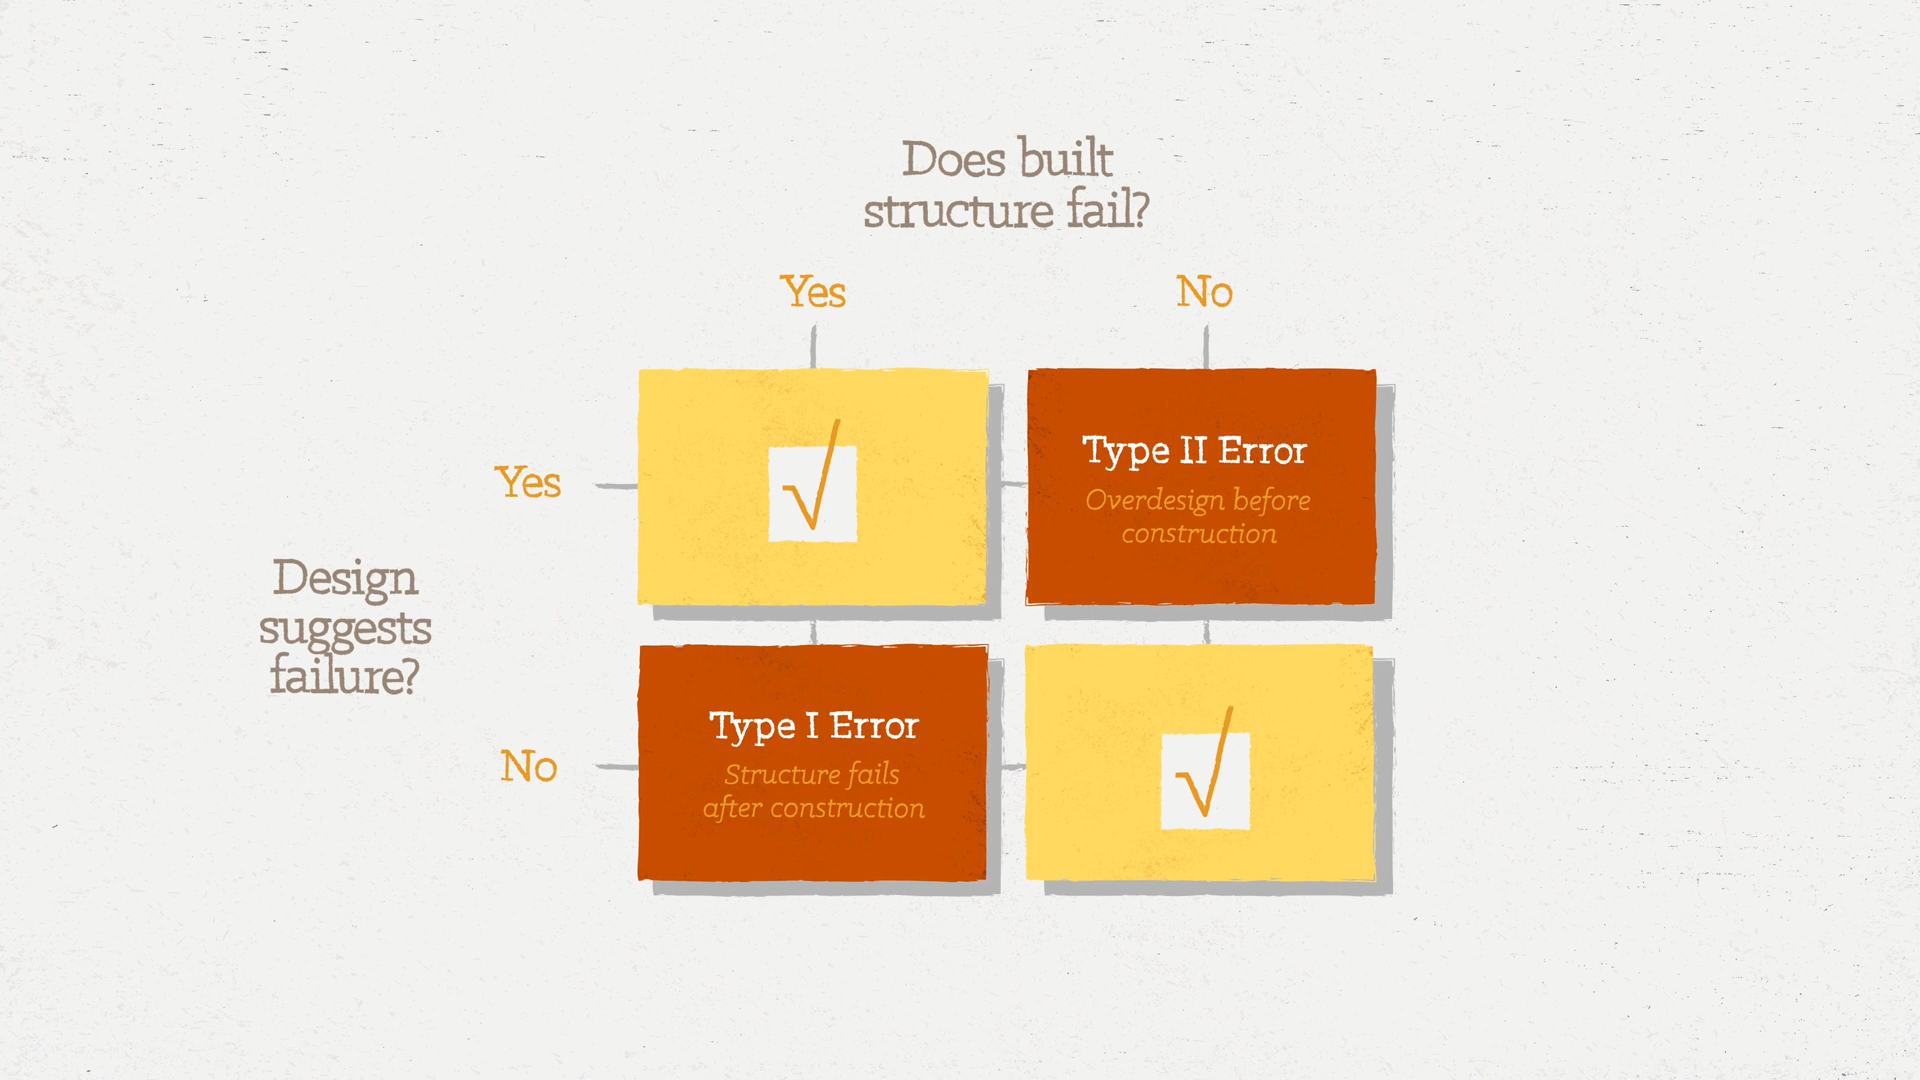 Does built
structure fail?
Yes
No
Yes
Type II Error
Overdesign before
construction
Design
suggests
failure?
No
Type I Error
Structure fails
after construction